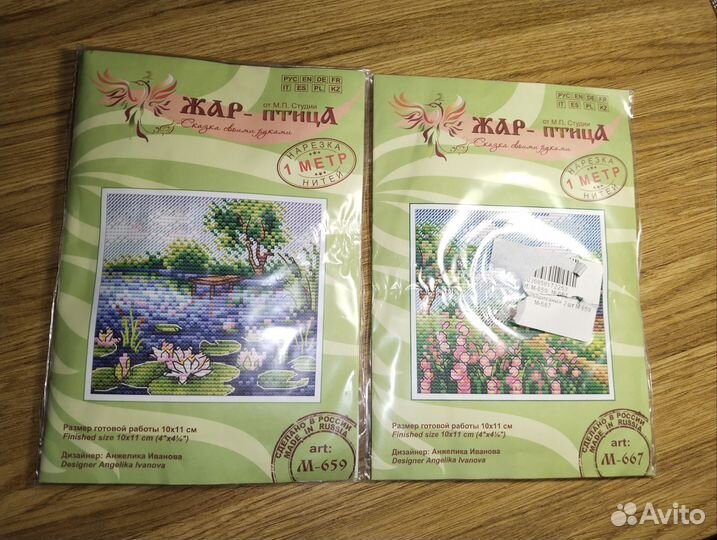 РУС EN DE FR
IT ES PL KZ
ЖАР-ПТИЦА
от М.П. Студии
Сказка своими руками
НАРЕЗКА
1 МЕТР
НИТЕЙ
Размер готовой работы 10х11 см
Finished size 10x11 cm (4"x4¼")
Дизайнер: Анжелика Иванова
Designer Angelika Ivanova
СДЕЛАНО В РОССИИ
MADE IN RUSSIA
art:
М-659
РУС EN DE FR
IT ES PL KZ
ЖАР-ПТИЦА
от М.П. Студии
Сказка своими руками
НАРЕЗКА
1 МЕТР
НИТЕЙ
М-667
Размер готовой работы 10х11 см
Finished size 10x11 cm (4"x4¼")
Дизайнер: Анжелика Иванова
Designer Angelika Ivanova
СДЕЛАНО В РОССИИ
MADE IN RUSSIA
art:
М-667
Avito